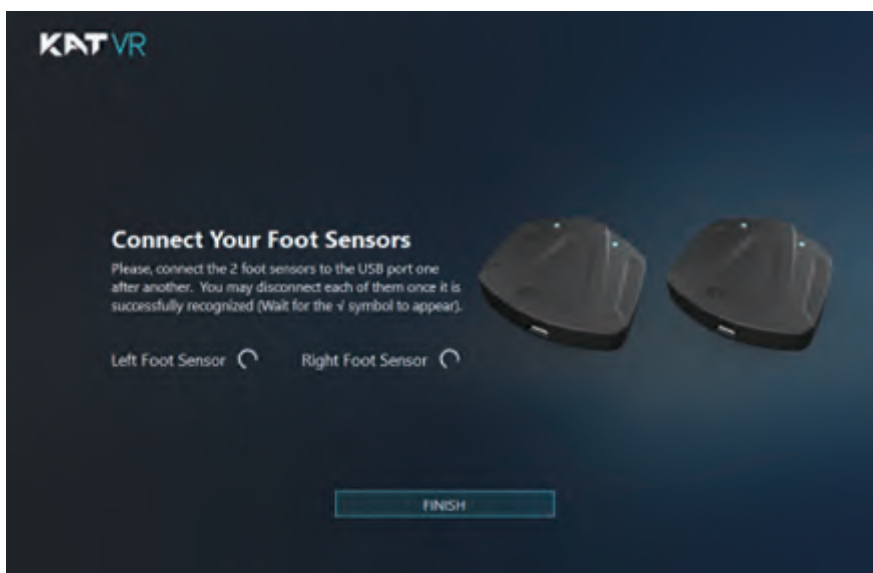 KAT VR
Connect Your Foot Sensors
Please, connect the 2 foot sensors to the USB port one
after another. You may disconnect each of them once it is
successfully recognized (Wait for the √ symbol to appear).
Left Foot Sensor Right Foot Sensor
FINISH